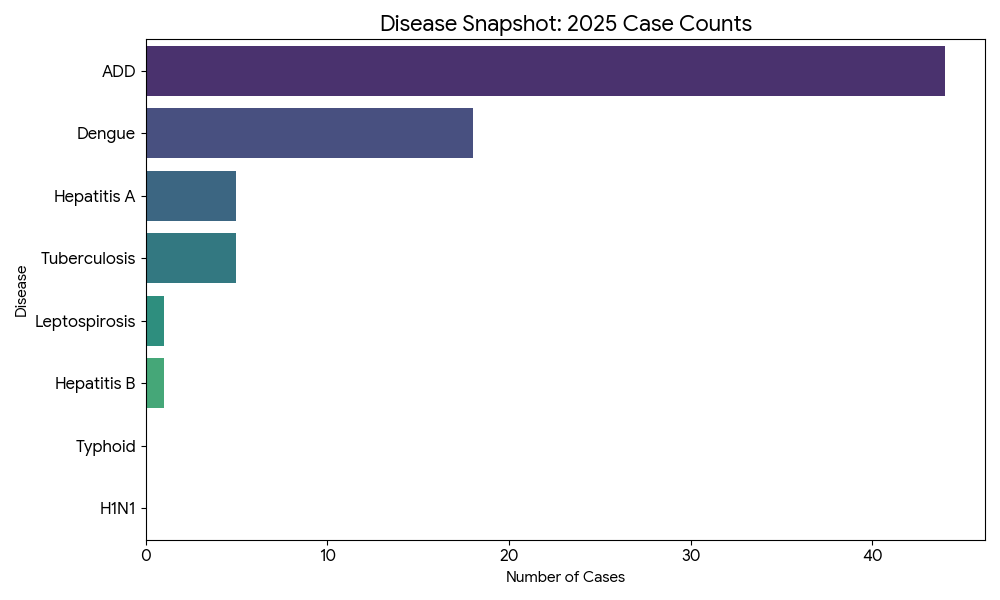 Disease Snapshot: 2025 Case Counts
ADD
Dengue
Hepatitis A
Tuberculosis
Leptospirosis
Hepatitis B
Typhoid
H1N1
Disease
0 10 20 30 40
Number of Cases